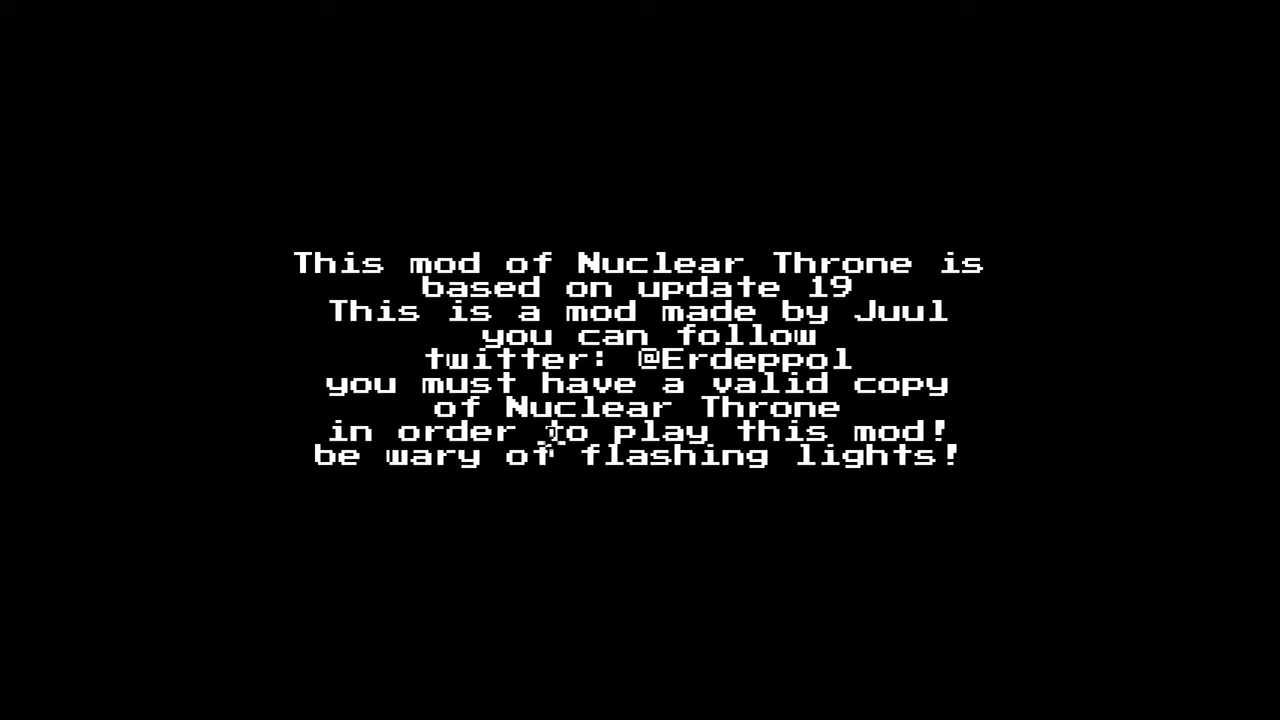 This mod of Nuclear Throne is
based on update 19
This is a mod made by Juul
you can follow
twitter: @Erdeppol
you must have a valid copy
of Nuclear Throne
in order to play this mod!
be wary of flashing lights!